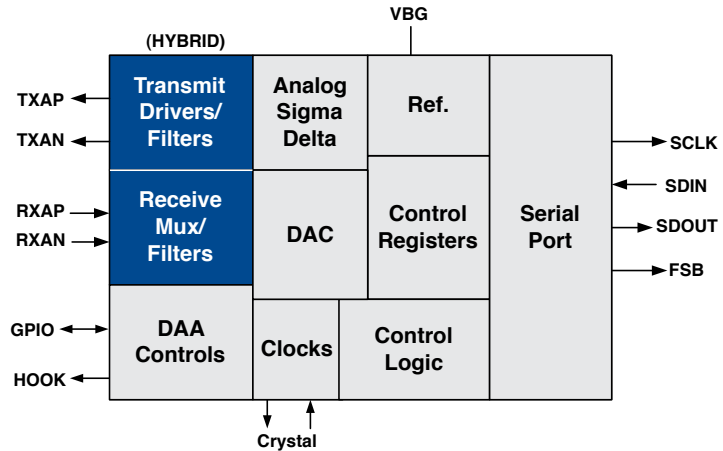 VBG
(HYBRID)
Transmit
Drivers/
Filters
Analog
Sigma
Delta
Ref.
TXAP
TXAN
SCLK
SDIN
SDOUT
FSB
Receive
Mux/
Filters
DAC
Control
Registers
Serial
Port
RXAP
RXAN
GPIO
HOOK
DAA
Controls
Clocks
Control
Logic
Crystal